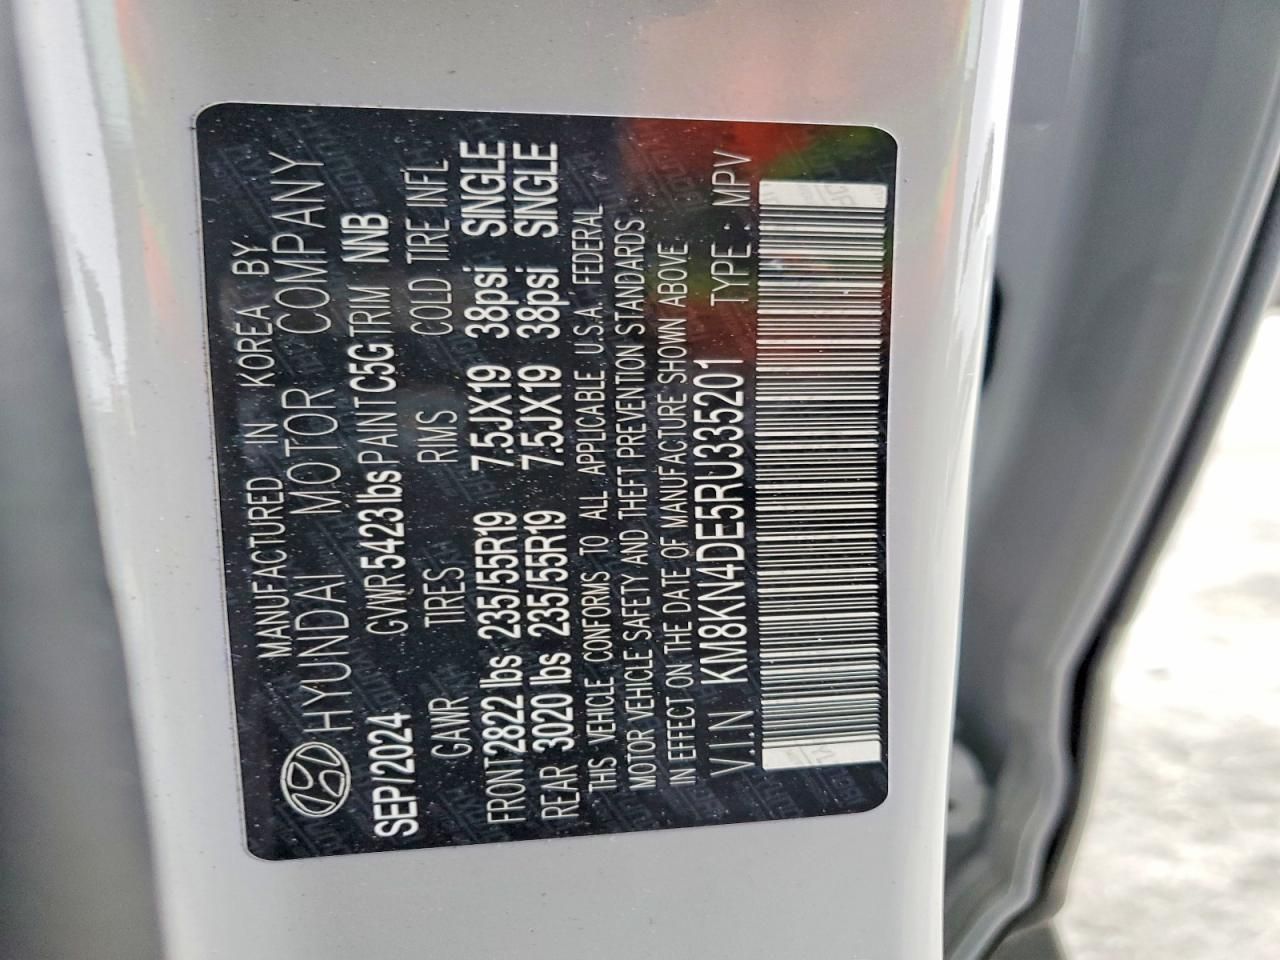 MANUFACTURED IN KOREA BY
HYUNDAI MOTOR COMPANY
SEP/2024 GVWR 5423 lbs PAINT C5G TRIM NNB
GAWR TIRES RIMS COLD TIRE INFL
FRONT 2822 lbs 235/55R19 7.5JX19 38psi SINGLE
REAR 3020 lbs 235/55R19 7.5JX19 38psi SINGLE
THIS VEHICLE CONFORMS TO ALL APPLICABLE U.S.A FEDERAL
MOTOR VEHICLE SAFETY AND THEFT PREVENTION STANDARDS
IN EFFECT ON THE DATE OF MANUFACTURE SHOWN ABOVE.
V.I.N KM8KN4DE5RU335201 TYPE : MPV